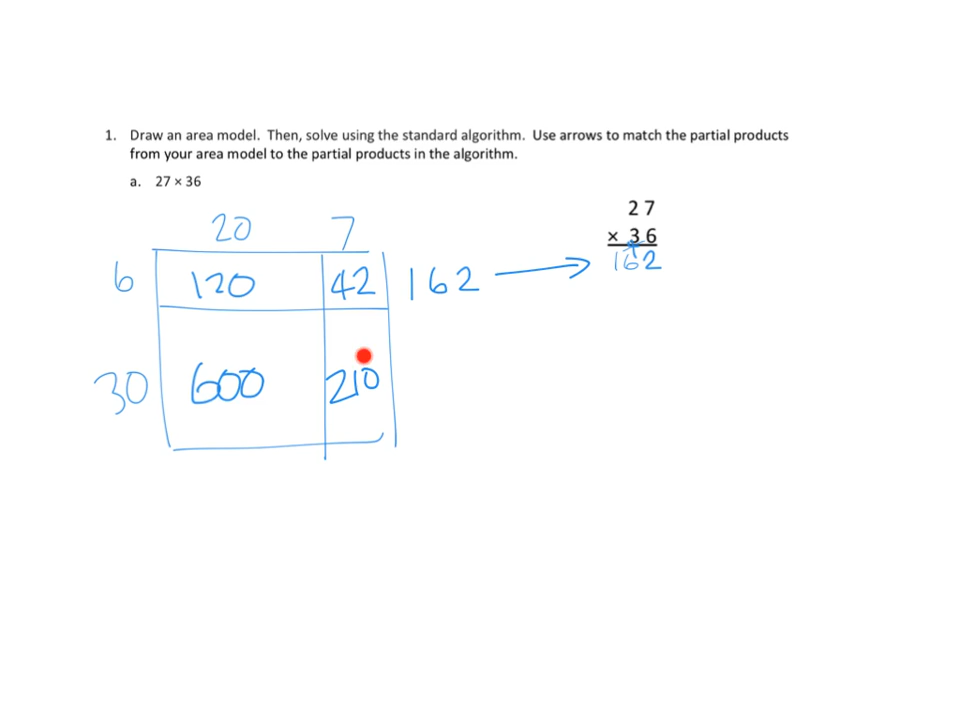 1. Draw an area model. Then, solve using the standard algorithm. Use arrows to match the partial products
from your area model to the partial products in the algorithm.
a. 27 × 36
20 7
6 120 42 162
30 600 210
27
× 36
162